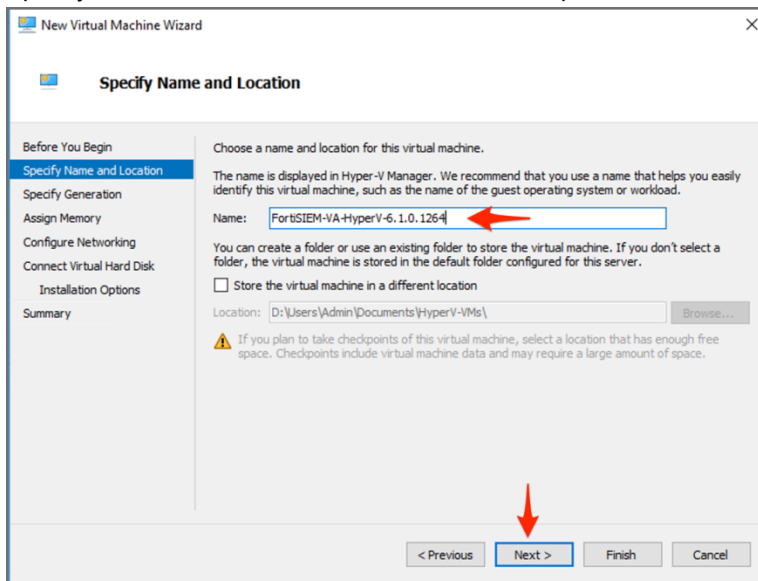 New Virtual Machine Wizard
Specify Name and Location
Before You Begin
Specify Name and Location
Specify Generation
Assign Memory
Configure Networking
Connect Virtual Hard Disk
Installation Options
Summary
Choose a name and location for this virtual machine.
The name is displayed in Hyper-V Manager. We recommend that you use a name that helps you easily
identify this virtual machine, such as the name of the guest operating system or workload.
Name: FortiSIEM-VA-HyperV-6.1.0.1264
You can create a folder or use an existing folder to store the virtual machine. If you don't select a
folder, the virtual machine is stored in the default folder configured for this server.
Store the virtual machine in a different location
Location: D:\Users\Admin\Documents\HyperV-VMs\ Browse...
If you plan to take checkpoints of this virtual machine, select a location that has enough free
space. Checkpoints include virtual machine data and may require a large amount of space.
< Previous Next > Finish Cancel